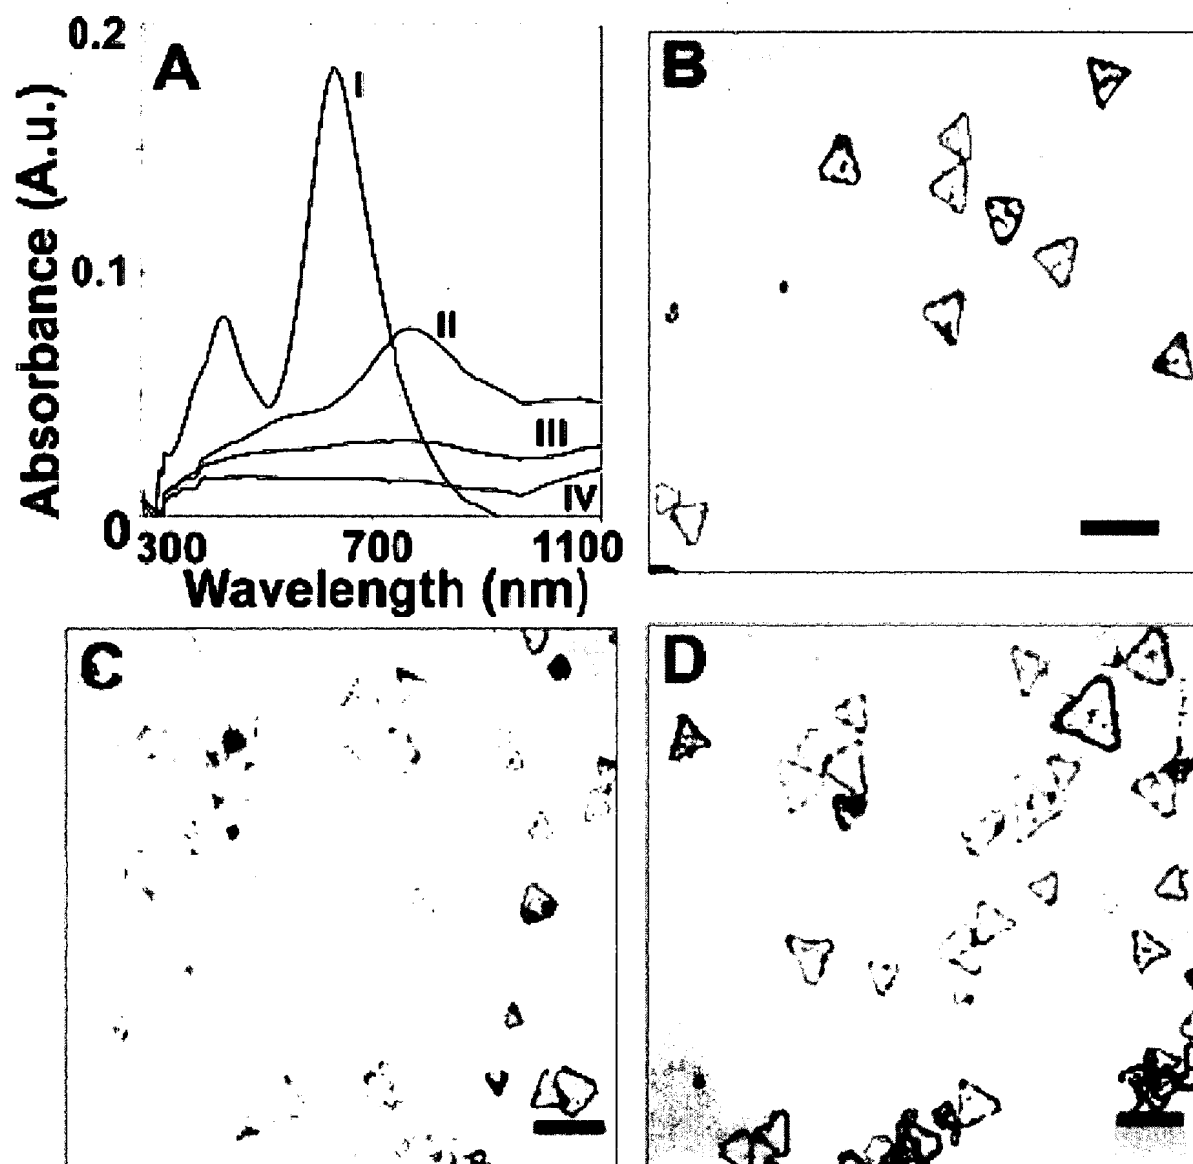 0.2
A
B
I
Absorbance (A.u.)
0.1
II
III
IV
0
300 700 1100
Wavelength (nm)
C
D